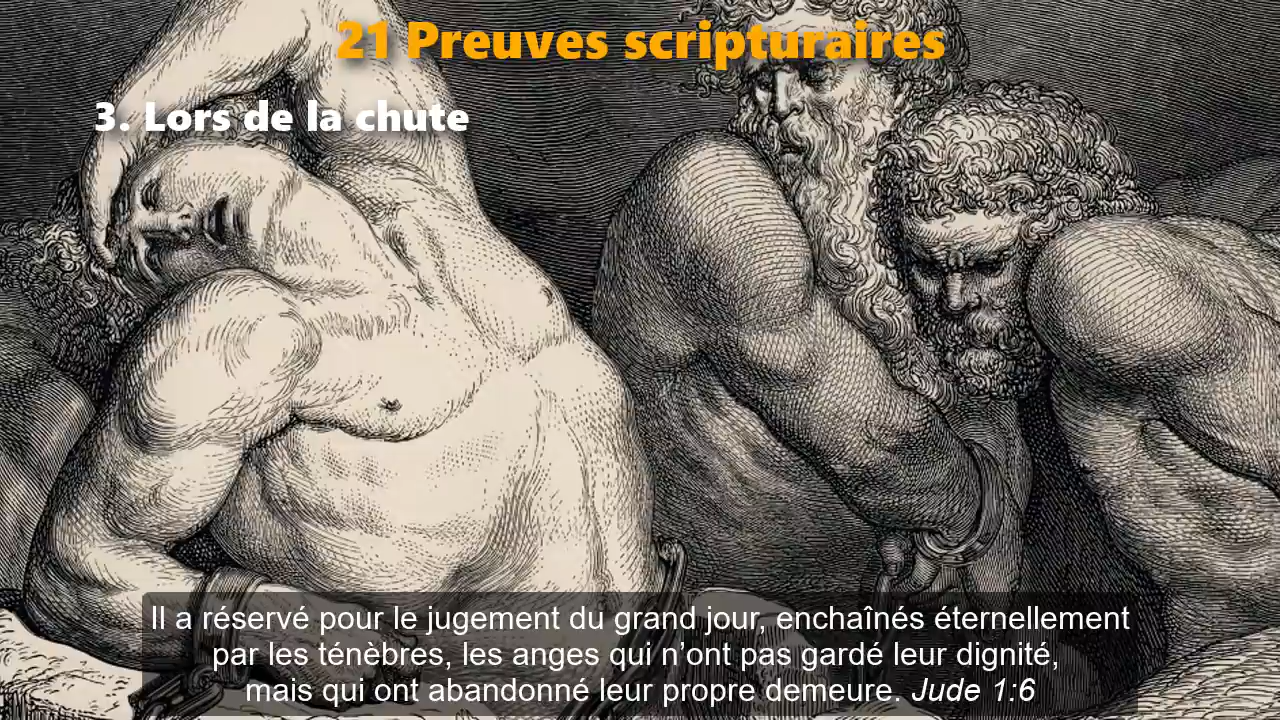 21 Preuves scripturaires
3. Lors de la chute
Il a réservé pour le jugement du grand jour, enchaînés éternellement
par les ténèbres, les anges qui n’ont pas gardé leur dignité,
mais qui ont abandonné leur propre demeure. Jude 1:6